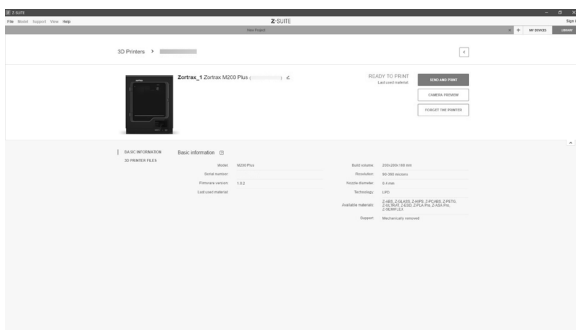 Z-SUITE
File Model Support View Help
Z-SUITE
Sign
New Project
+ MY DEVICES
3D Printers >
Zortrax_1 Zortrax M200 Plus (
READY TO PRINT
Last used material:
SEND AND PRINT
CAMERA PREVIEW
FORGET THE PRINTER
BASIC INFORMATION
3D PRINTER FILES
Basic information
Model M200 Plus
Serial number
Firmware version
Last used material
Build volume
Resolution 90-390 microns
Nozzle diameter 0.4 mm
Technology LPD
Available materials
Support Mechanically removed